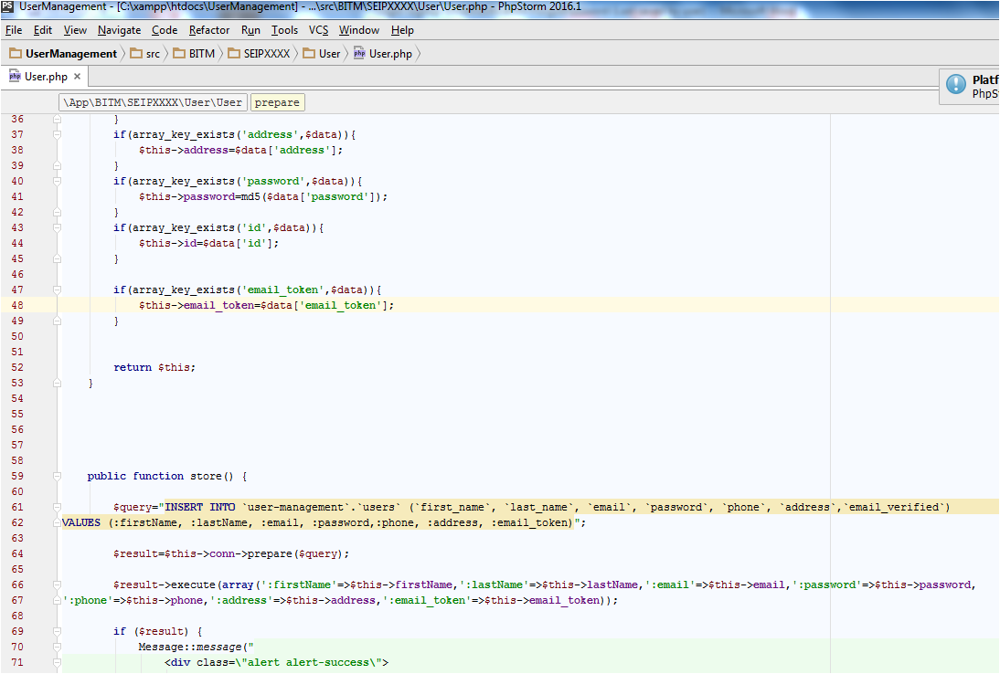 UserManagement - [C:\xampp\htdocs\UserManagement] - ...\src\BITM\SEIPXXXX\User\User.php - PhpStorm 2016.1
File Edit View Navigate Code Refactor Run Tools VCS Window Help
UserManagement src BITM SEIPXXXX User User.php
User.php
Platf
PhpS
\App\BITM\SEIPXXXX\User\User prepare
36 }
37 if(array_key_exists('address',$data)){
38 $this->address=$data['address'];
39 }
40 if(array_key_exists('password',$data)){
41 $this->password=md5($data['password']);
42 }
43 if(array_key_exists('id',$data)){
44 $this->id=$data['id'];
45 }
46
47 if(array_key_exists('email_token',$data)){
48 $this->email_token=$data['email_token'];
49 }
50
51
52 return $this;
53 }
54
55
56
57
58
59 public function store() {
60
61 $query="INSERT INTO `user-management`.`users` (`first_name`, `last_name`, `email`, `password`, `phone`, `address`,`email_verified`)
62 VALUES (:firstName, :lastName, :email, :password,:phone, :address, :email_token)";
63
64 $result=$this->conn->prepare($query);
65
66 $result->execute(array(':firstName'=>$this->firstName,':lastName'=>$this->lastName,':email'=>$this->email,':password'=>$this->password,
67 ':phone'=>$this->phone,':address'=>$this->address,':email_token'=>$this->email_token));
68
69 if ($result) {
70 Message::message("
71 <div class=\"alert alert-success\">